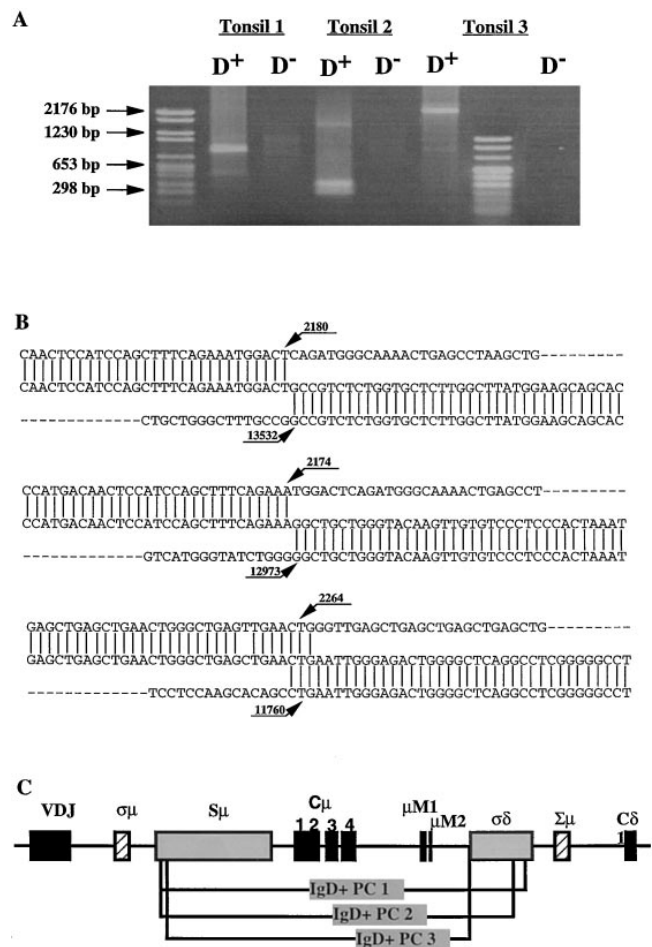 A
Tonsil 1 Tonsil 2 Tonsil 3
D+ D- D+ D- D+ D-
2176 bp
1230 bp
653 bp
298 bp
B
2180
CAACTCCATCCAGCTTTCAGAAATGGACTCAGATGGGCAAAACTGAGCCTAAGCTG---------
CAACTCCATCCAGCTTTCAGAAATGGACTGCCGTCTCTGGTGCTCTTGGCTTATGGAAGCAGCAC
-------------CTGCTGGGCTTTGCCGGCCGTCTCTGGTGCTCTTGGCTTATGGAAGCAGCAC
13532
2174
CCATGACAACTCCATCCAGCTTTCAGAAATGGACTCAGATGGGCAAAACTGAGCCT---------
CCATGACAACTCCATCCAGCTTTCAGAAAGGCTGCTGGGTACAAGTTGTGTCCCTCCCACTAAAT
-------------GTCATGGGTATCTGGGGGCTGCTGGGTACAAGTTGTGTCCCTCCCACTAAAT
12973
2264
GAGCTGAGCTGAACTGGGCTGAGTTGAACTGGGTTGAGCTGAGCTGAGCTGAGCTG---------
GAGCTGAGCTGAACTGGGCTGAGCTGAACTGAATTGGGAGACTGGGGCTCAGGCCTCGGGGGCCT
-------------TCCTCCAAGCACAGCCTGAATTGGGAGACTGGGGCTCAGGCCTCGGGGGCCT
11760
C
VDJ σμ Sμ Cμ μM1 μM2 σδ Σμ Cδ
1 2 3 4 1
IgD+ PC 1
IgD+ PC 2
IgD+ PC 3